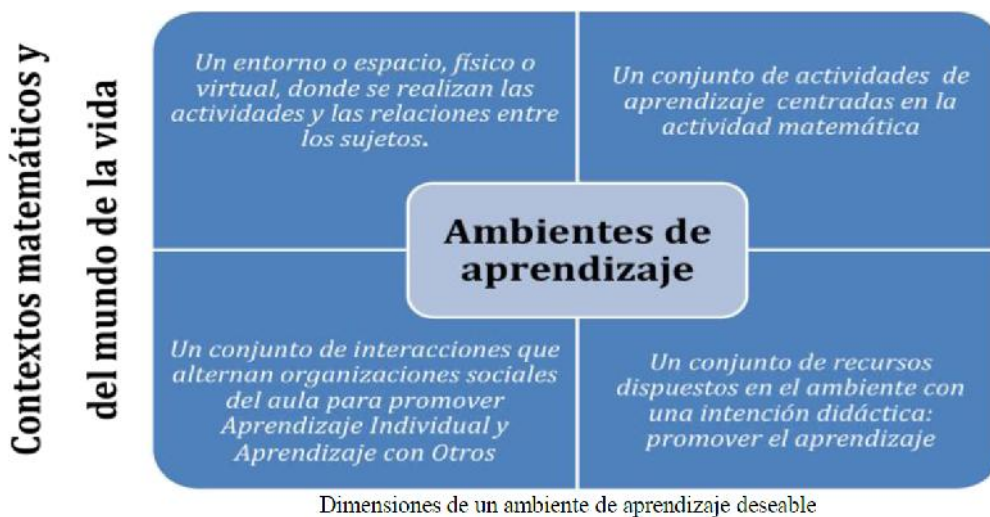 Contextos matemáticos y
del mundo de la vida
Un entorno o espacio, físico o
virtual, donde se realizan las
actividades y las relaciones entre
los sujetos.
Un conjunto de actividades de
aprendizaje centradas en la
actividad matemática
Ambientes de
aprendizaje
Un conjunto de interacciones que
alternan organizaciones sociales
del aula para promover
Aprendizaje Individual y
Aprendizaje con Otros
Un conjunto de recursos
dispuestos en el ambiente con
una intención didáctica:
promover el aprendizaje
Dimensiones de un ambiente de aprendizaje deseable